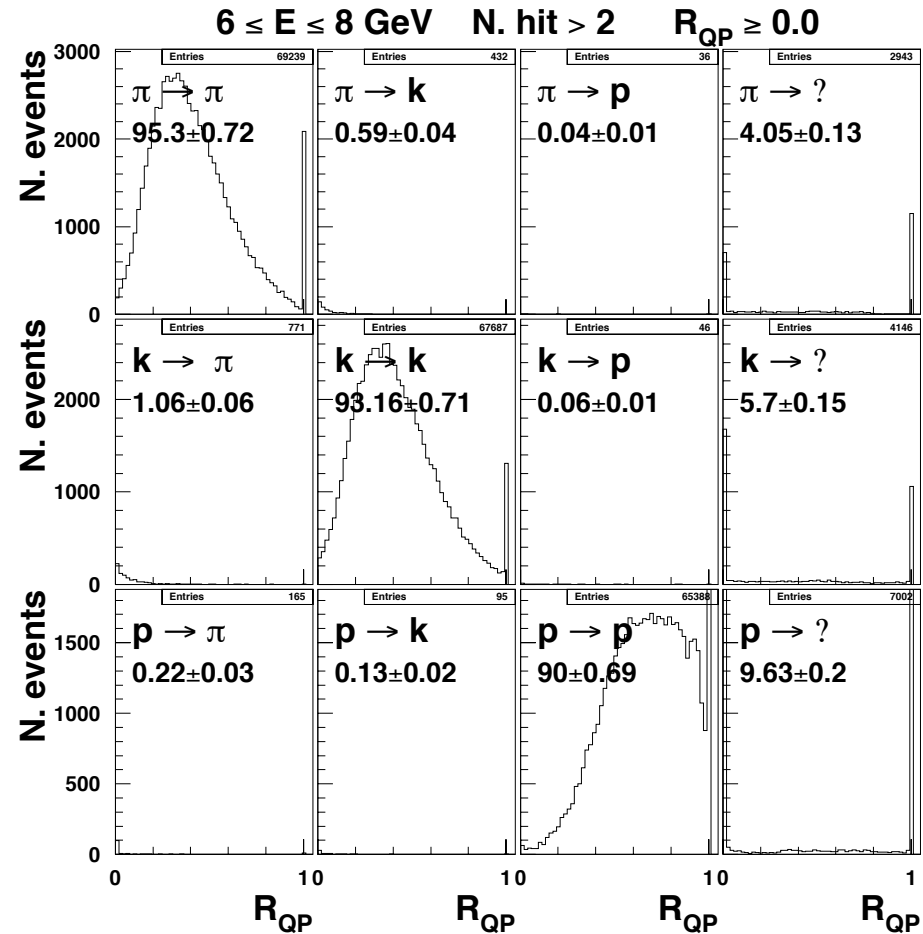 6 ≤ E ≤ 8 GeV N. hit > 2 R_QP ≥ 0.0
Entries 69239 Entries 432 Entries 36 Entries 2943
π → π π → k π → p π → ?
95.3±0.72 0.59±0.04 0.04±0.01 4.05±0.13
N. events
3000
2000
1000
0
Entries 771 Entries 67687 Entries 46 Entries 4146
k → π k → k k → p k → ?
1.06±0.06 93.16±0.71 0.06±0.01 5.7±0.15
N. events
2000
1000
0
Entries 165 Entries 95 Entries 65388 Entries 7002
p → π p → k p → p p → ?
0.22±0.03 0.13±0.02 90±0.69 9.63±0.2
N. events
1500
1000
500
0
0 10 10 10 1
R_QP R_QP R_QP R_QP